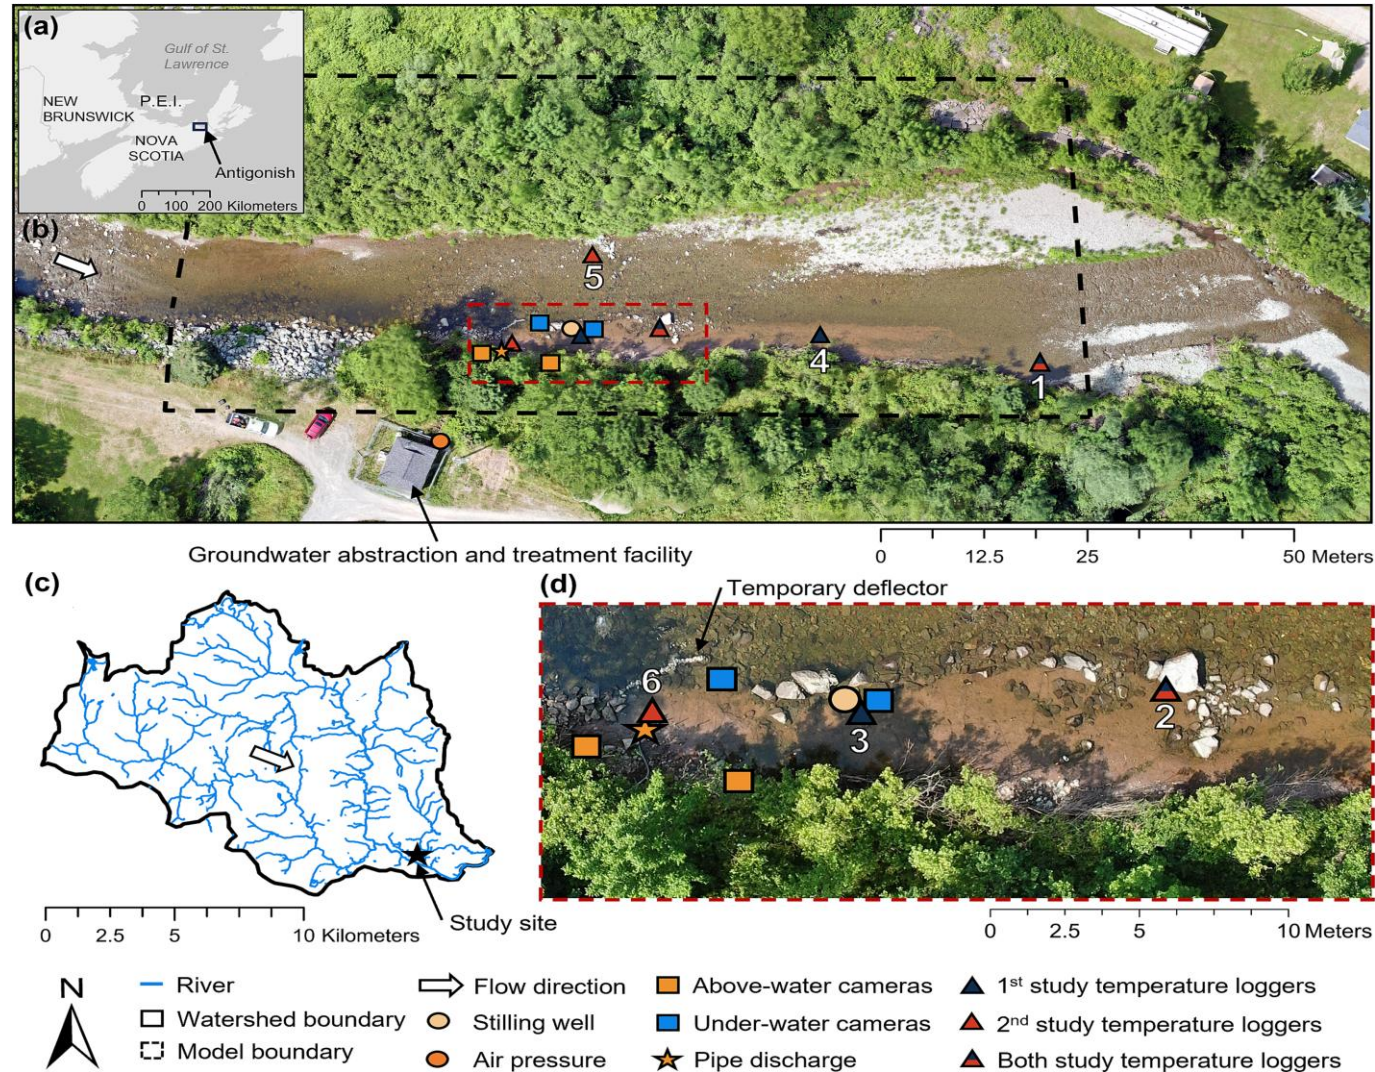 (a)
Gulf of St.
Lawrence
NEW
BRUNSWICK
P.E.I.
NOVA
SCOTIA
Antigonish
0 100 200 Kilometers
(b)
5
4
1
Groundwater abstraction and treatment facility
0 12.5 25 50 Meters
(c)
Study site
0 2.5 5 10 Kilometers
(d)
Temporary deflector
6
3
2
0 2.5 5 10 Meters
N
River
Watershed boundary
Model boundary
Flow direction
Stilling well
Air pressure
Above-water cameras
Under-water cameras
Pipe discharge
1st study temperature loggers
2nd study temperature loggers
Both study temperature loggers